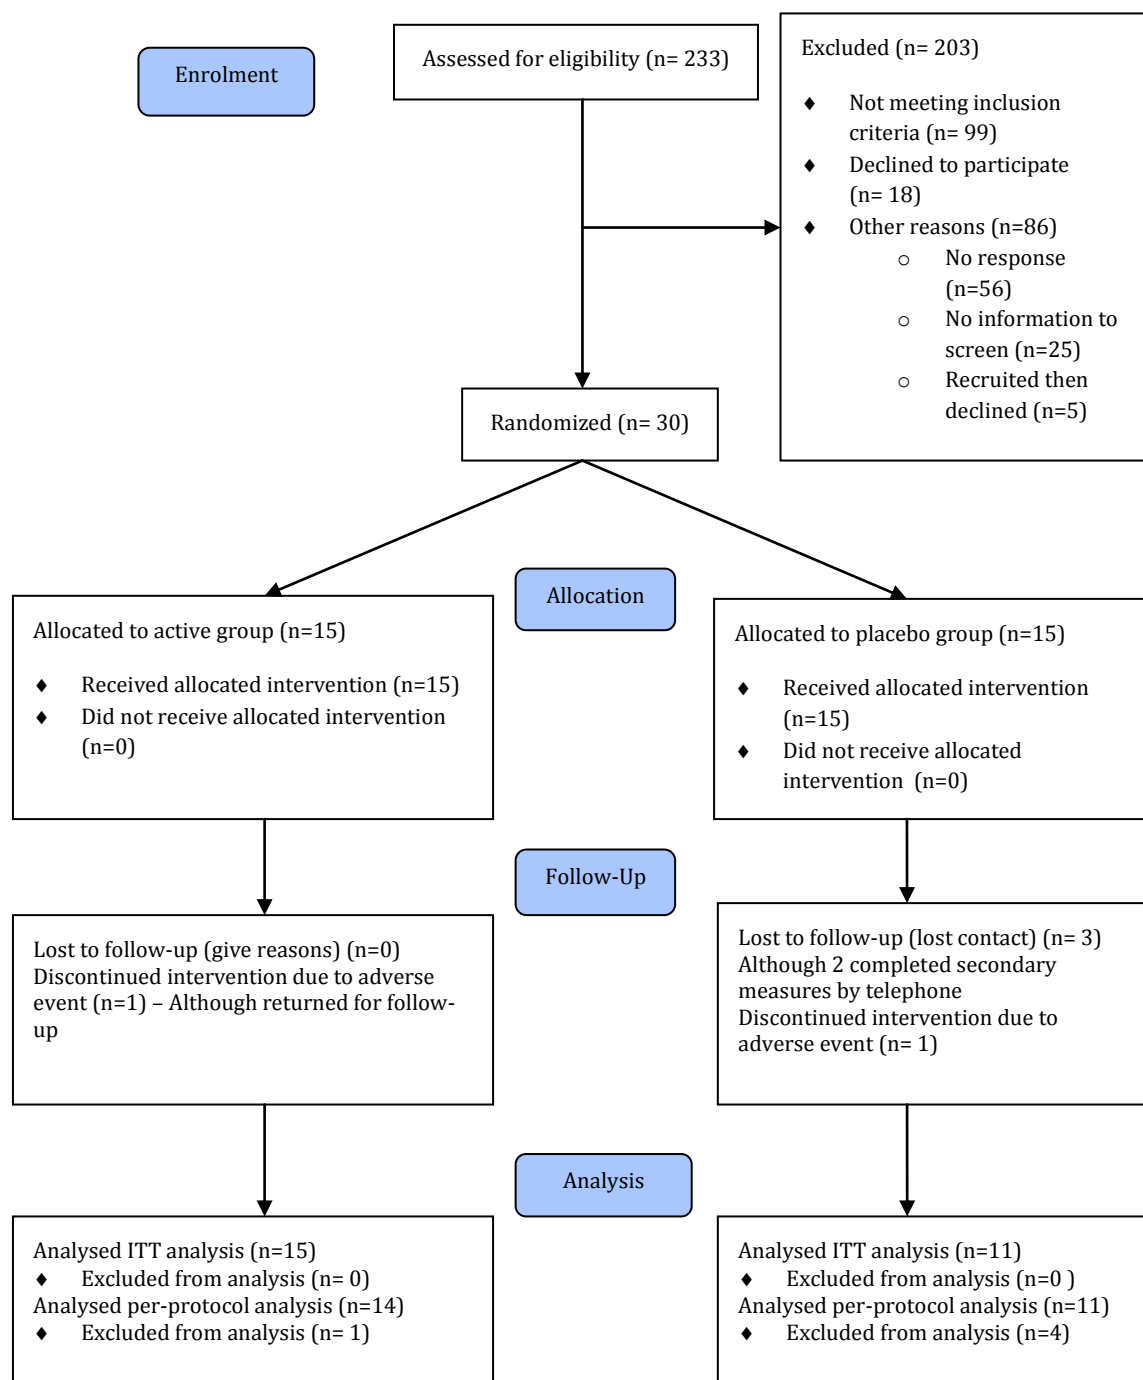 Enrolment
Assessed for eligibility (n= 233)
Excluded (n= 203)
♦ Not meeting inclusion
criteria (n= 99)
♦ Declined to participate
(n= 18)
♦ Other reasons (n=86)
o No response
(n=56)
o No information to
screen (n=25)
o Recruited then
declined (n=5)
Randomized (n= 30)
Allocation
Allocated to active group (n=15)
♦ Received allocated intervention (n=15)
♦ Did not receive allocated intervention
(n=0)
Allocated to placebo group (n=15)
♦ Received allocated intervention
(n=15)
♦ Did not receive allocated
intervention  (n=0)
Follow-Up
Lost to follow-up (give reasons) (n=0)
Discontinued intervention due to adverse
event (n=1) – Although returned for follow-
up
Lost to follow-up (lost contact) (n= 3)
Although 2 completed secondary
measures by telephone
Discontinued intervention due to
adverse event (n= 1)
Analysis
Analysed ITT analysis (n=15)
♦ Excluded from analysis (n= 0)
Analysed per-protocol analysis (n=14)
♦ Excluded from analysis (n= 1)
Analysed ITT analysis (n=11)
♦ Excluded from analysis (n=0 )
Analysed per-protocol analysis (n=11)
♦ Excluded from analysis (n=4)